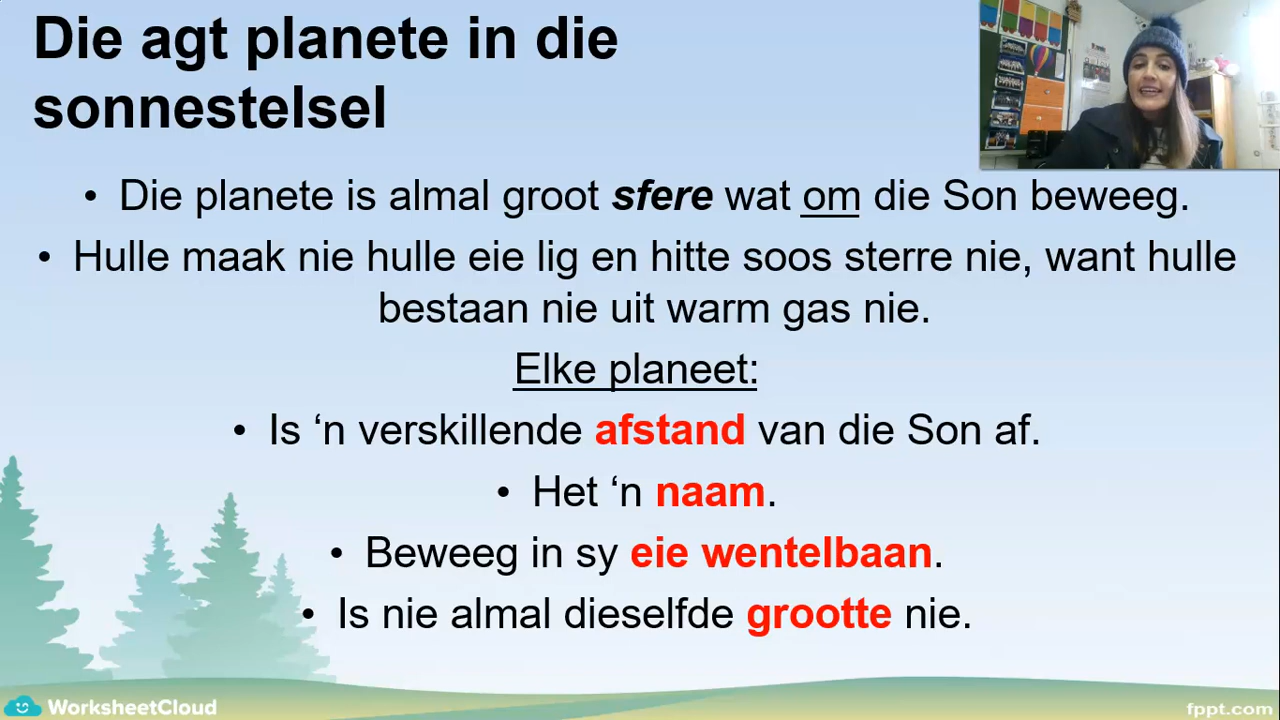 Die agt planete in die
sonnestelsel
• Die planete is almal groot sfere wat om die Son beweeg.
• Hulle maak nie hulle eie lig en hitte soos sterre nie, want hulle
bestaan nie uit warm gas nie.
Elke planeet:
• Is ‘n verskillende afstand van die Son af.
• Het ‘n naam.
• Beweeg in sy eie wentelbaan.
• Is nie almal dieselfde grootte nie.
WorksheetCloud
fppt.com